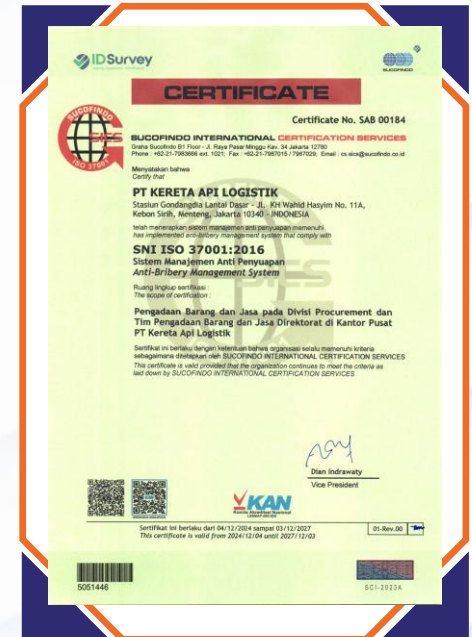 IDSurvey
SUCOFINDO
CERTIFICATE
SUCOFINDO
SICS
ISO 37001
Certificate No. SAB 00184
SUCOFINDO INTERNATIONAL CERTIFICATION SERVICES
Graha Sucofindo B1 Floor - Jl. Raya Pasar Minggu Kav. 34 Jakarta 12780
Phone : +62-21-7983666 ext. 1021; Fax : +62-21-7987015 / 7987029; Email : cs.sics@sucofindo.co.id
Menyatakan bahwa
Certify that
PT KERETA API LOGISTIK
Stasiun Gondangdia Lantai Dasar - JL. KH Wahid Hasyim No. 11A,
Kebon Sirih, Menteng, Jakarta 10340 - INDONESIA
telah menerapkan sistem manajemen anti penyuapan memenuhi
has implemented anti-bribery management system that comply with
SNI ISO 37001:2016
Sistem Manajemen Anti Penyuapan
Anti-Bribery Management System
Ruang lingkup sertifikasi :
The scope of certification :
Pengadaan Barang dan Jasa pada Divisi Procurement dan
Tim Pengadaan Barang dan Jasa Direktorat di Kantor Pusat
PT Kereta Api Logistik
Sertifikat ini berlaku dengan ketentuan bahwa organisasi selalu memenuhi kriteria
sebagaimana ditetapkan oleh SUCOFINDO INTERNATIONAL CERTIFICATION SERVICES
This certificate is valid provided that the organization continues to meet the criteria as
laid down by SUCOFINDO INTERNATIONAL CERTIFICATION SERVICES
Dian Indrawaty
Vice President
KAN
Komite Akreditasi Nasional
Sertifikat ini berlaku dari 04/12/2024 sampai 03/12/2027
This certificate is valid from 2024/12/04 until 2027/12/03
01-Rev.00
5051446
SCI-2023A